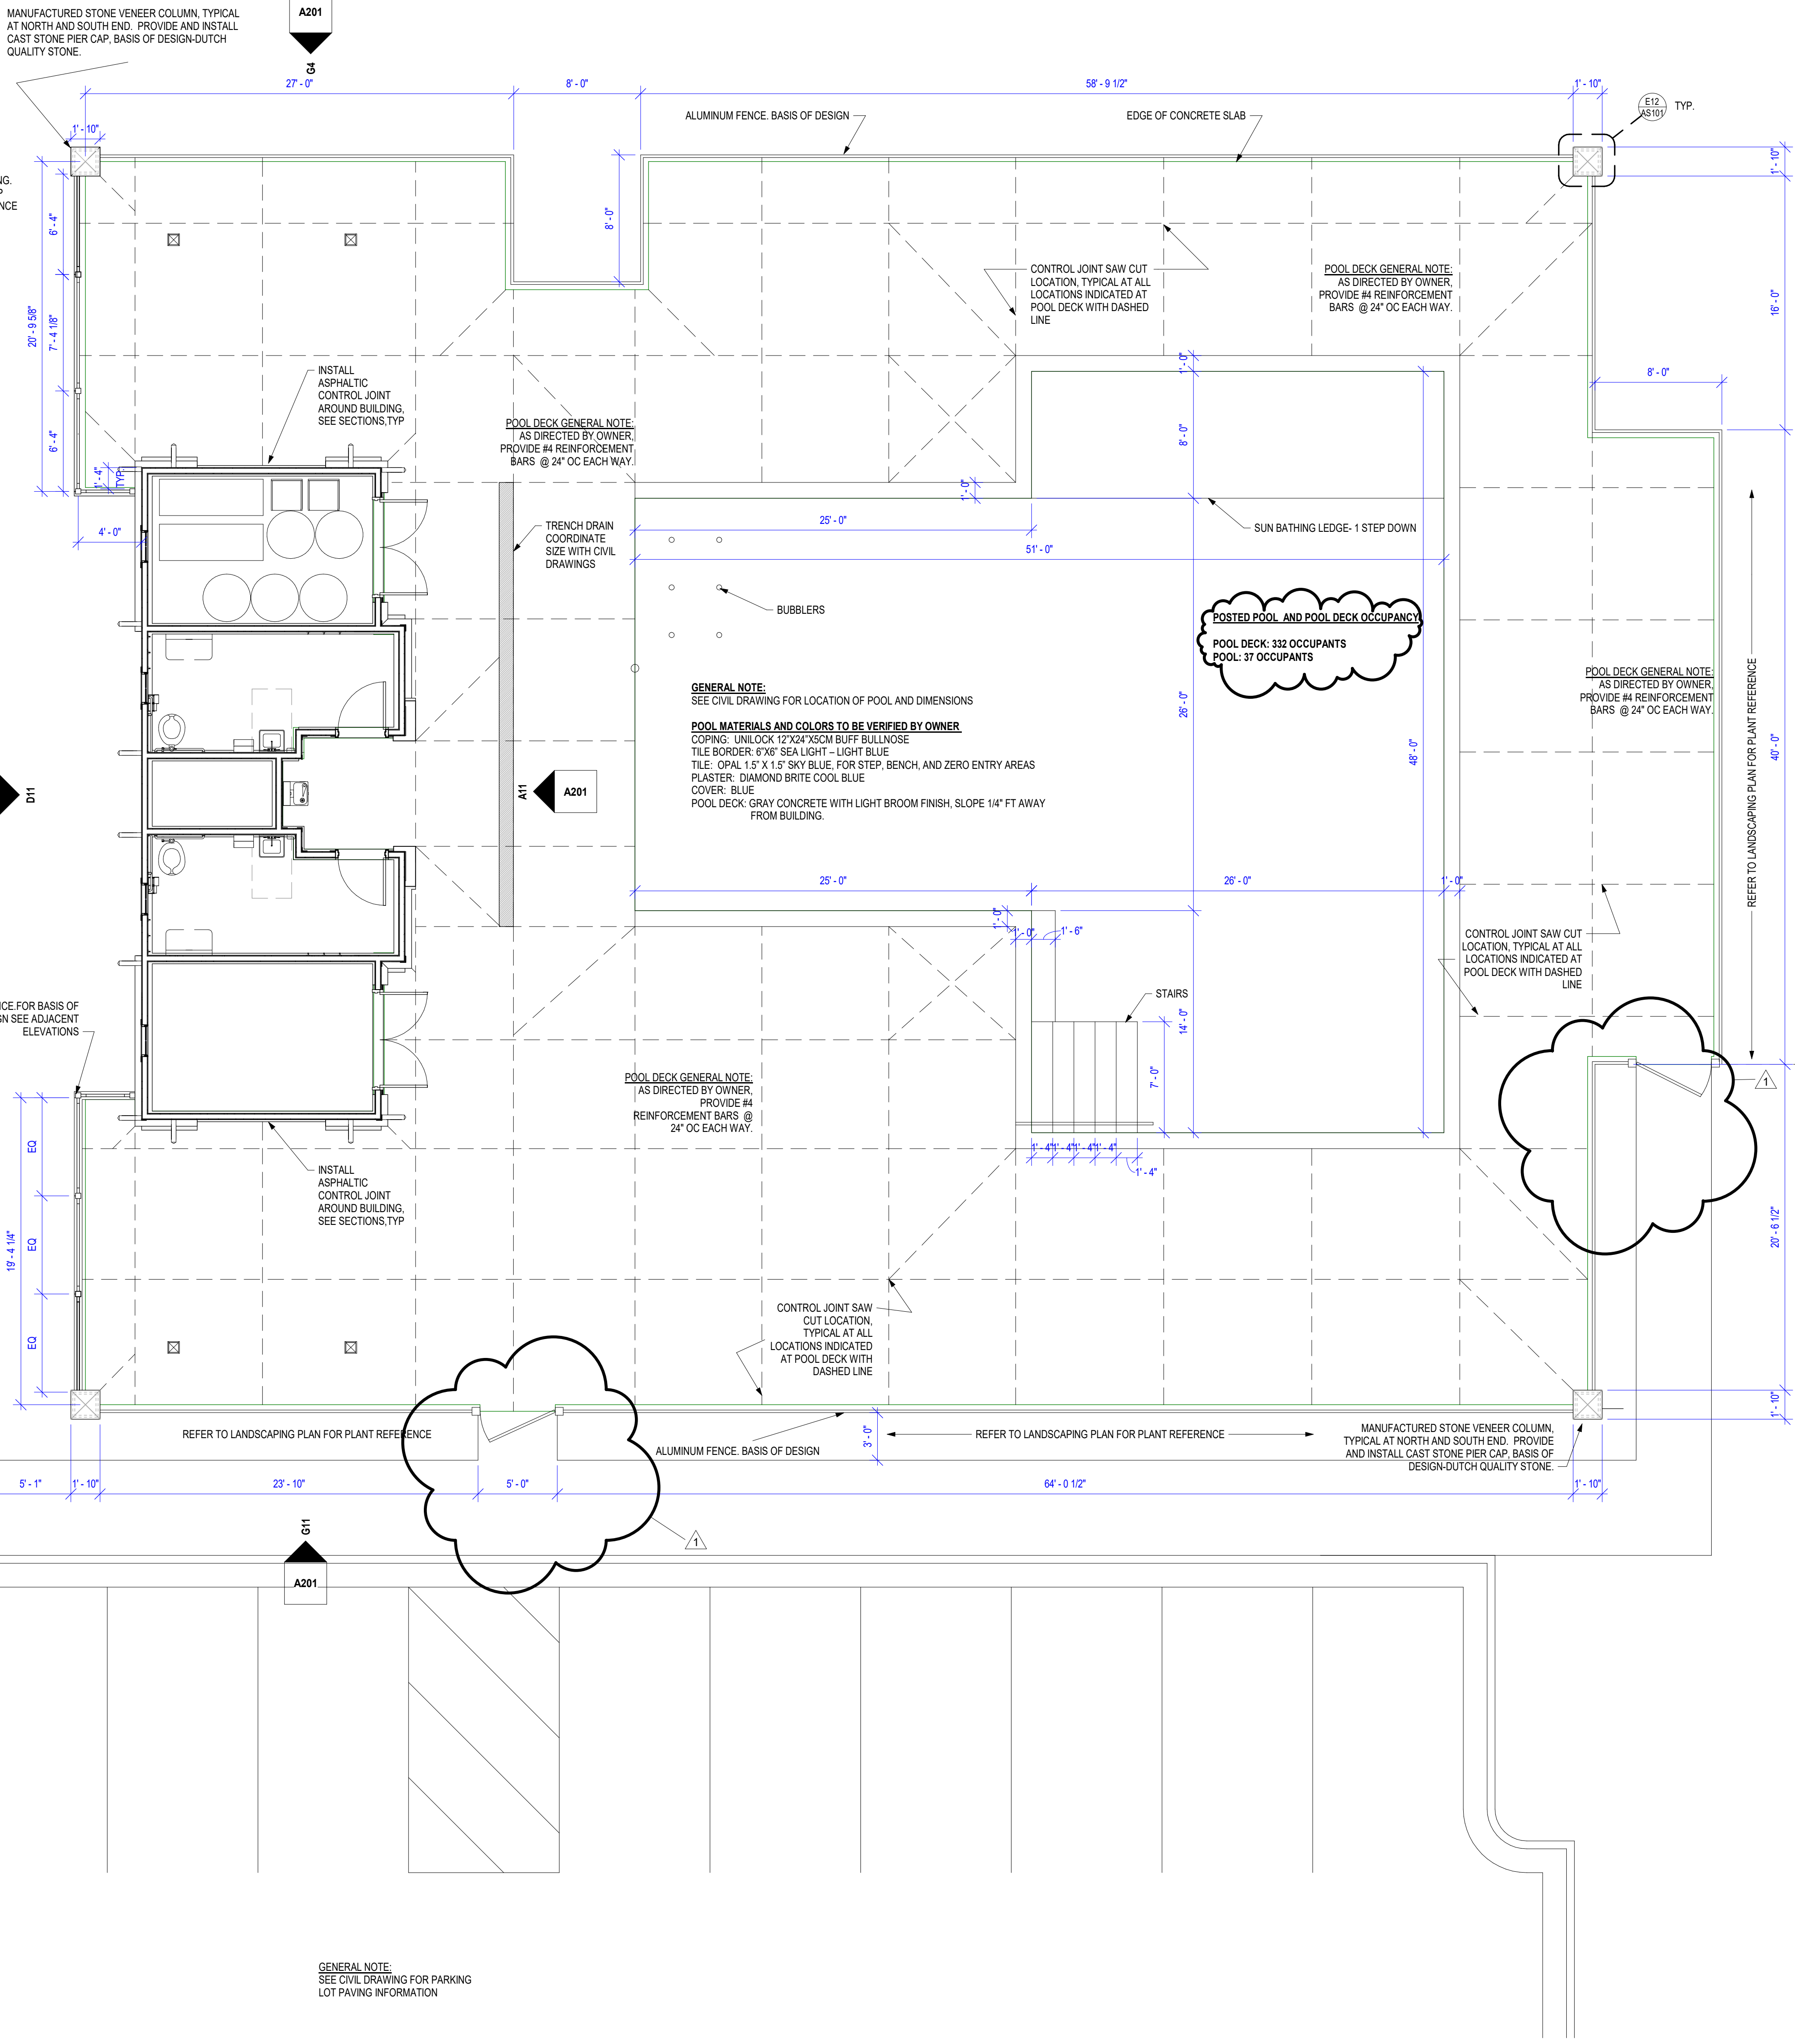 MANUFACTURED STONE VENEER COLUMN, TYPICAL
AT NORTH AND SOUTH END. PROVIDE AND INSTALL
CAST STONE PIER CAP, BASIS OF DESIGN-DUTCH
QUALITY STONE.
A201
G4
27' - 0"
8' - 0"
58' - 9 1/2"
1' - 10"
E12
AS101
TYP.
1' - 10"
ALUMINUM FENCE. BASIS OF DESIGN
EDGE OF CONCRETE SLAB
1' - 10"
NG.
P
NCE
6' - 4"
8' - 0"
20' - 9 5/8"
7' - 4 1/8"
6' - 4"
CONTROL JOINT SAW CUT
LOCATION, TYPICAL AT ALL
LOCATIONS INDICATED AT
POOL DECK WITH DASHED
LINE
POOL DECK GENERAL NOTE:
AS DIRECTED BY OWNER,
PROVIDE #4 REINFORCEMENT
BARS @ 24" OC EACH WAY.
16' - 0"
INSTALL
ASPHALTIC
CONTROL JOINT
AROUND BUILDING,
SEE SECTIONS,TYP
1' - 0"
8' - 0"
POOL DECK GENERAL NOTE:
AS DIRECTED BY OWNER,
PROVIDE #4 REINFORCEMENT
BARS @ 24" OC EACH WAY.
8' - 0"
1' - 4"
TYP
1' - 0"
4' - 0"
TRENCH DRAIN
COORDINATE
SIZE WITH CIVIL
DRAWINGS
25' - 0"
SUN BATHING LEDGE- 1 STEP DOWN
51' - 0"
BUBBLERS
POSTED POOL AND POOL DECK OCCUPANCY
POOL DECK: 332 OCCUPANTS
POOL: 37 OCCUPANTS
GENERAL NOTE:
SEE CIVIL DRAWING FOR LOCATION OF POOL AND DIMENSIONS
POOL MATERIALS AND COLORS TO BE VERIFIED BY OWNER
COPING: UNILOCK 12"X24"X5CM BUFF BULLNOSE
TILE BORDER: 6"X6" SEA LIGHT – LIGHT BLUE
TILE: OPAL 1.5" X 1.5" SKY BLUE, FOR STEP, BENCH, AND ZERO ENTRY AREAS
PLASTER: DIAMOND BRITE COOL BLUE
COVER: BLUE
POOL DECK: GRAY CONCRETE WITH LIGHT BROOM FINISH, SLOPE 1/4" FT AWAY
FROM BUILDING.
26' - 0"
48' - 0"
POOL DECK GENERAL NOTE:
AS DIRECTED BY OWNER,
PROVIDE #4 REINFORCEMENT
BARS @ 24" OC EACH WAY.
REFER TO LANDSCAPING PLAN FOR PLANT REFERENCE
40' - 0"
D11
A11
A201
25' - 0"
26' - 0"
1' - 0"
1' - 0"
1' - 0"
1' - 6"
CONTROL JOINT SAW CUT
LOCATION, TYPICAL AT ALL
LOCATIONS INDICATED AT
POOL DECK WITH DASHED
LINE
NCE.FOR BASIS OF
GN SEE ADJACENT
ELEVATIONS
STAIRS
14' - 0"
7' - 0"
1
POOL DECK GENERAL NOTE:
AS DIRECTED BY OWNER,
PROVIDE #4
REINFORCEMENT BARS @
24" OC EACH WAY.
1' - 4"
1' - 4"
1' - 4"
1' - 4"
1' - 4"
INSTALL
ASPHALTIC
CONTROL JOINT
AROUND BUILDING,
SEE SECTIONS,TYP
EQ
19' - 4 1/4"
EQ
EQ
20' - 6 1/2"
CONTROL JOINT SAW
CUT LOCATION,
TYPICAL AT ALL
LOCATIONS INDICATED
AT POOL DECK WITH
DASHED LINE
1' - 10"
REFER TO LANDSCAPING PLAN FOR PLANT REFERENCE
ALUMINUM FENCE. BASIS OF DESIGN
3' - 0"
REFER TO LANDSCAPING PLAN FOR PLANT REFERENCE
MANUFACTURED STONE VENEER COLUMN,
TYPICAL AT NORTH AND SOUTH END. PROVIDE
AND INSTALL CAST STONE PIER CAP, BASIS OF
DESIGN-DUTCH QUALITY STONE.
5' - 1"
1' - 10"
23' - 10"
5' - 0"
64' - 0 1/2"
1' - 10"
1
G11
A201
GENERAL NOTE:
SEE CIVIL DRAWING FOR PARKING
LOT PAVING INFORMATION